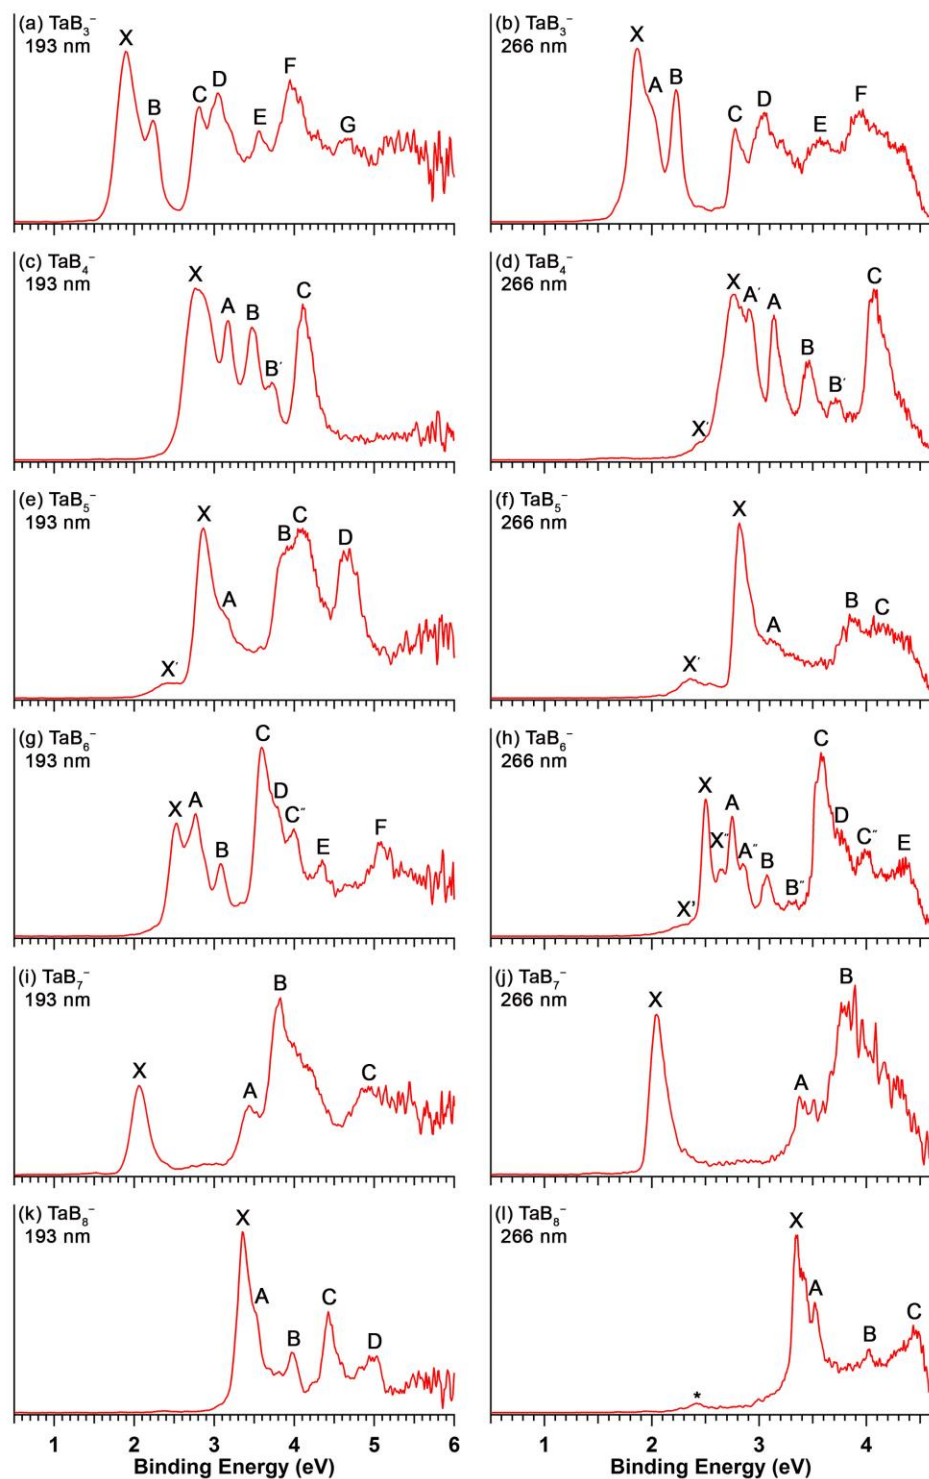 (a) TaB₃⁻
193 nm
X
B
C
D
E
F
G
(b) TaB₃⁻
266 nm
X
A
B
C
D
E
F
(c) TaB₄⁻
193 nm
X
A
B
B′
C
(d) TaB₄⁻
266 nm
X′
X
A′
A
B
B′
C
(e) TaB₅⁻
193 nm
X′
X
A
B
C
D
(f) TaB₅⁻
266 nm
X′
X
A
B
C
(g) TaB₆⁻
193 nm
X
A
B
C
D
C″
E
F
(h) TaB₆⁻
266 nm
X'
X
X″
A
A″
B
B″
C
D
C″
E
(i) TaB₇⁻
193 nm
X
A
B
C
(j) TaB₇⁻
266 nm
X
A
B
(k) TaB₈⁻
193 nm
X
A
B
C
D
(l) TaB₈⁻
266 nm
*
X
A
B
C
1 2 3 4 5 6
Binding Energy (eV)
1 2 3 4
Binding Energy (eV)